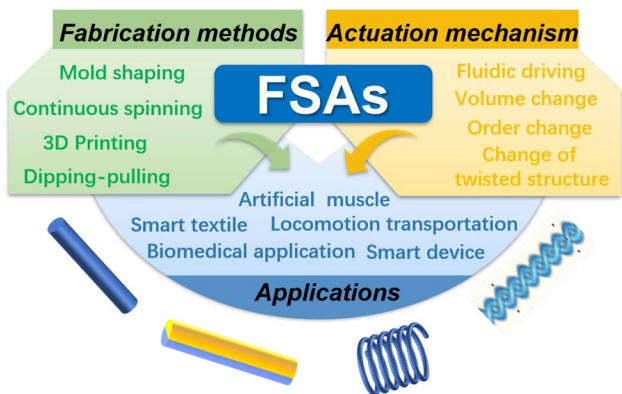 Fabrication methods
Actuation mechanism
FSAs
Mold shaping
Continuous spinning
3D Printing
Dipping-pulling
Fluidic driving
Volume change
Order change
Change of
twisted structure
Artificial muscle
Smart textile
Locomotion transportation
Biomedical application
Smart device
Applications